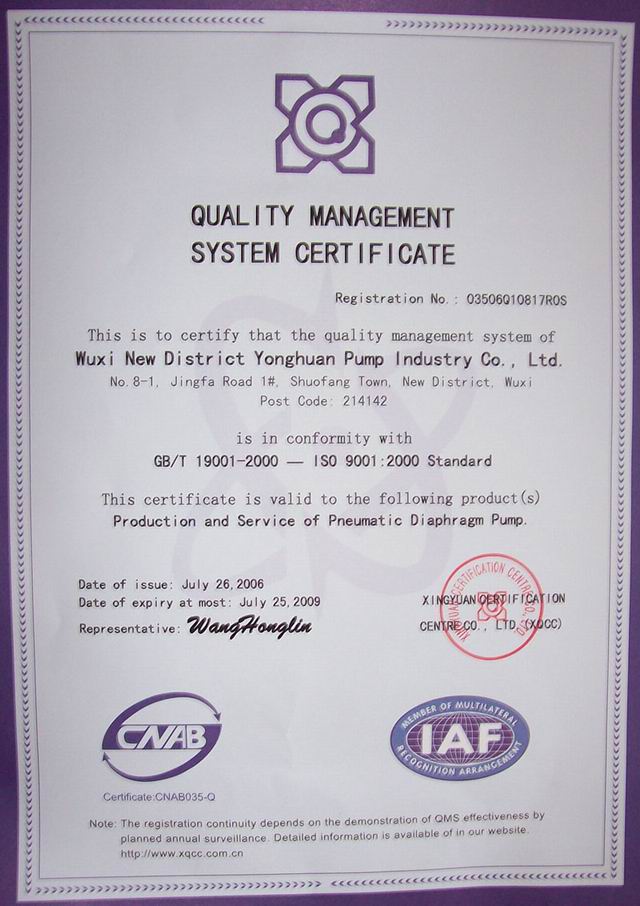 QUALITY MANAGEMENT
SYSTEM CERTIFICATE
Registration No.: 03506Q10817R0S
This is to certify that the quality management system of
Wuxi New District Yonghuan Pump Industry Co., Ltd.
No.8-1, Jingfa Road 1#, Shuofang Town, New District, Wuxi
Post Code: 214142
is in conformity with
GB/T 19001-2000 — ISO 9001:2000 Standard
This certificate is valid to the following product(s)
Production and Service of Pneumatic Diaphragm Pump.
Date of issue: July 26,2006
Date of expiry at most: July 25,2009
Representative: WangHonglin
XINGYUAN CERTIFICATION CENTRE CO., LTD.
XINGYUAN CERTIFICATION
CENTRE CO., LTD. (XQCC)
CNAB
Certificate:CNAB035-Q
MEMBER OF MULTILATERAL
IAF
RECOGNITION ARRANGEMENT
Note: The registration continuity depends on the demonstration of QMS effectiveness by
planned annual surveillance. Detailed information is available of in our website.
http://www.xqcc.com.cn